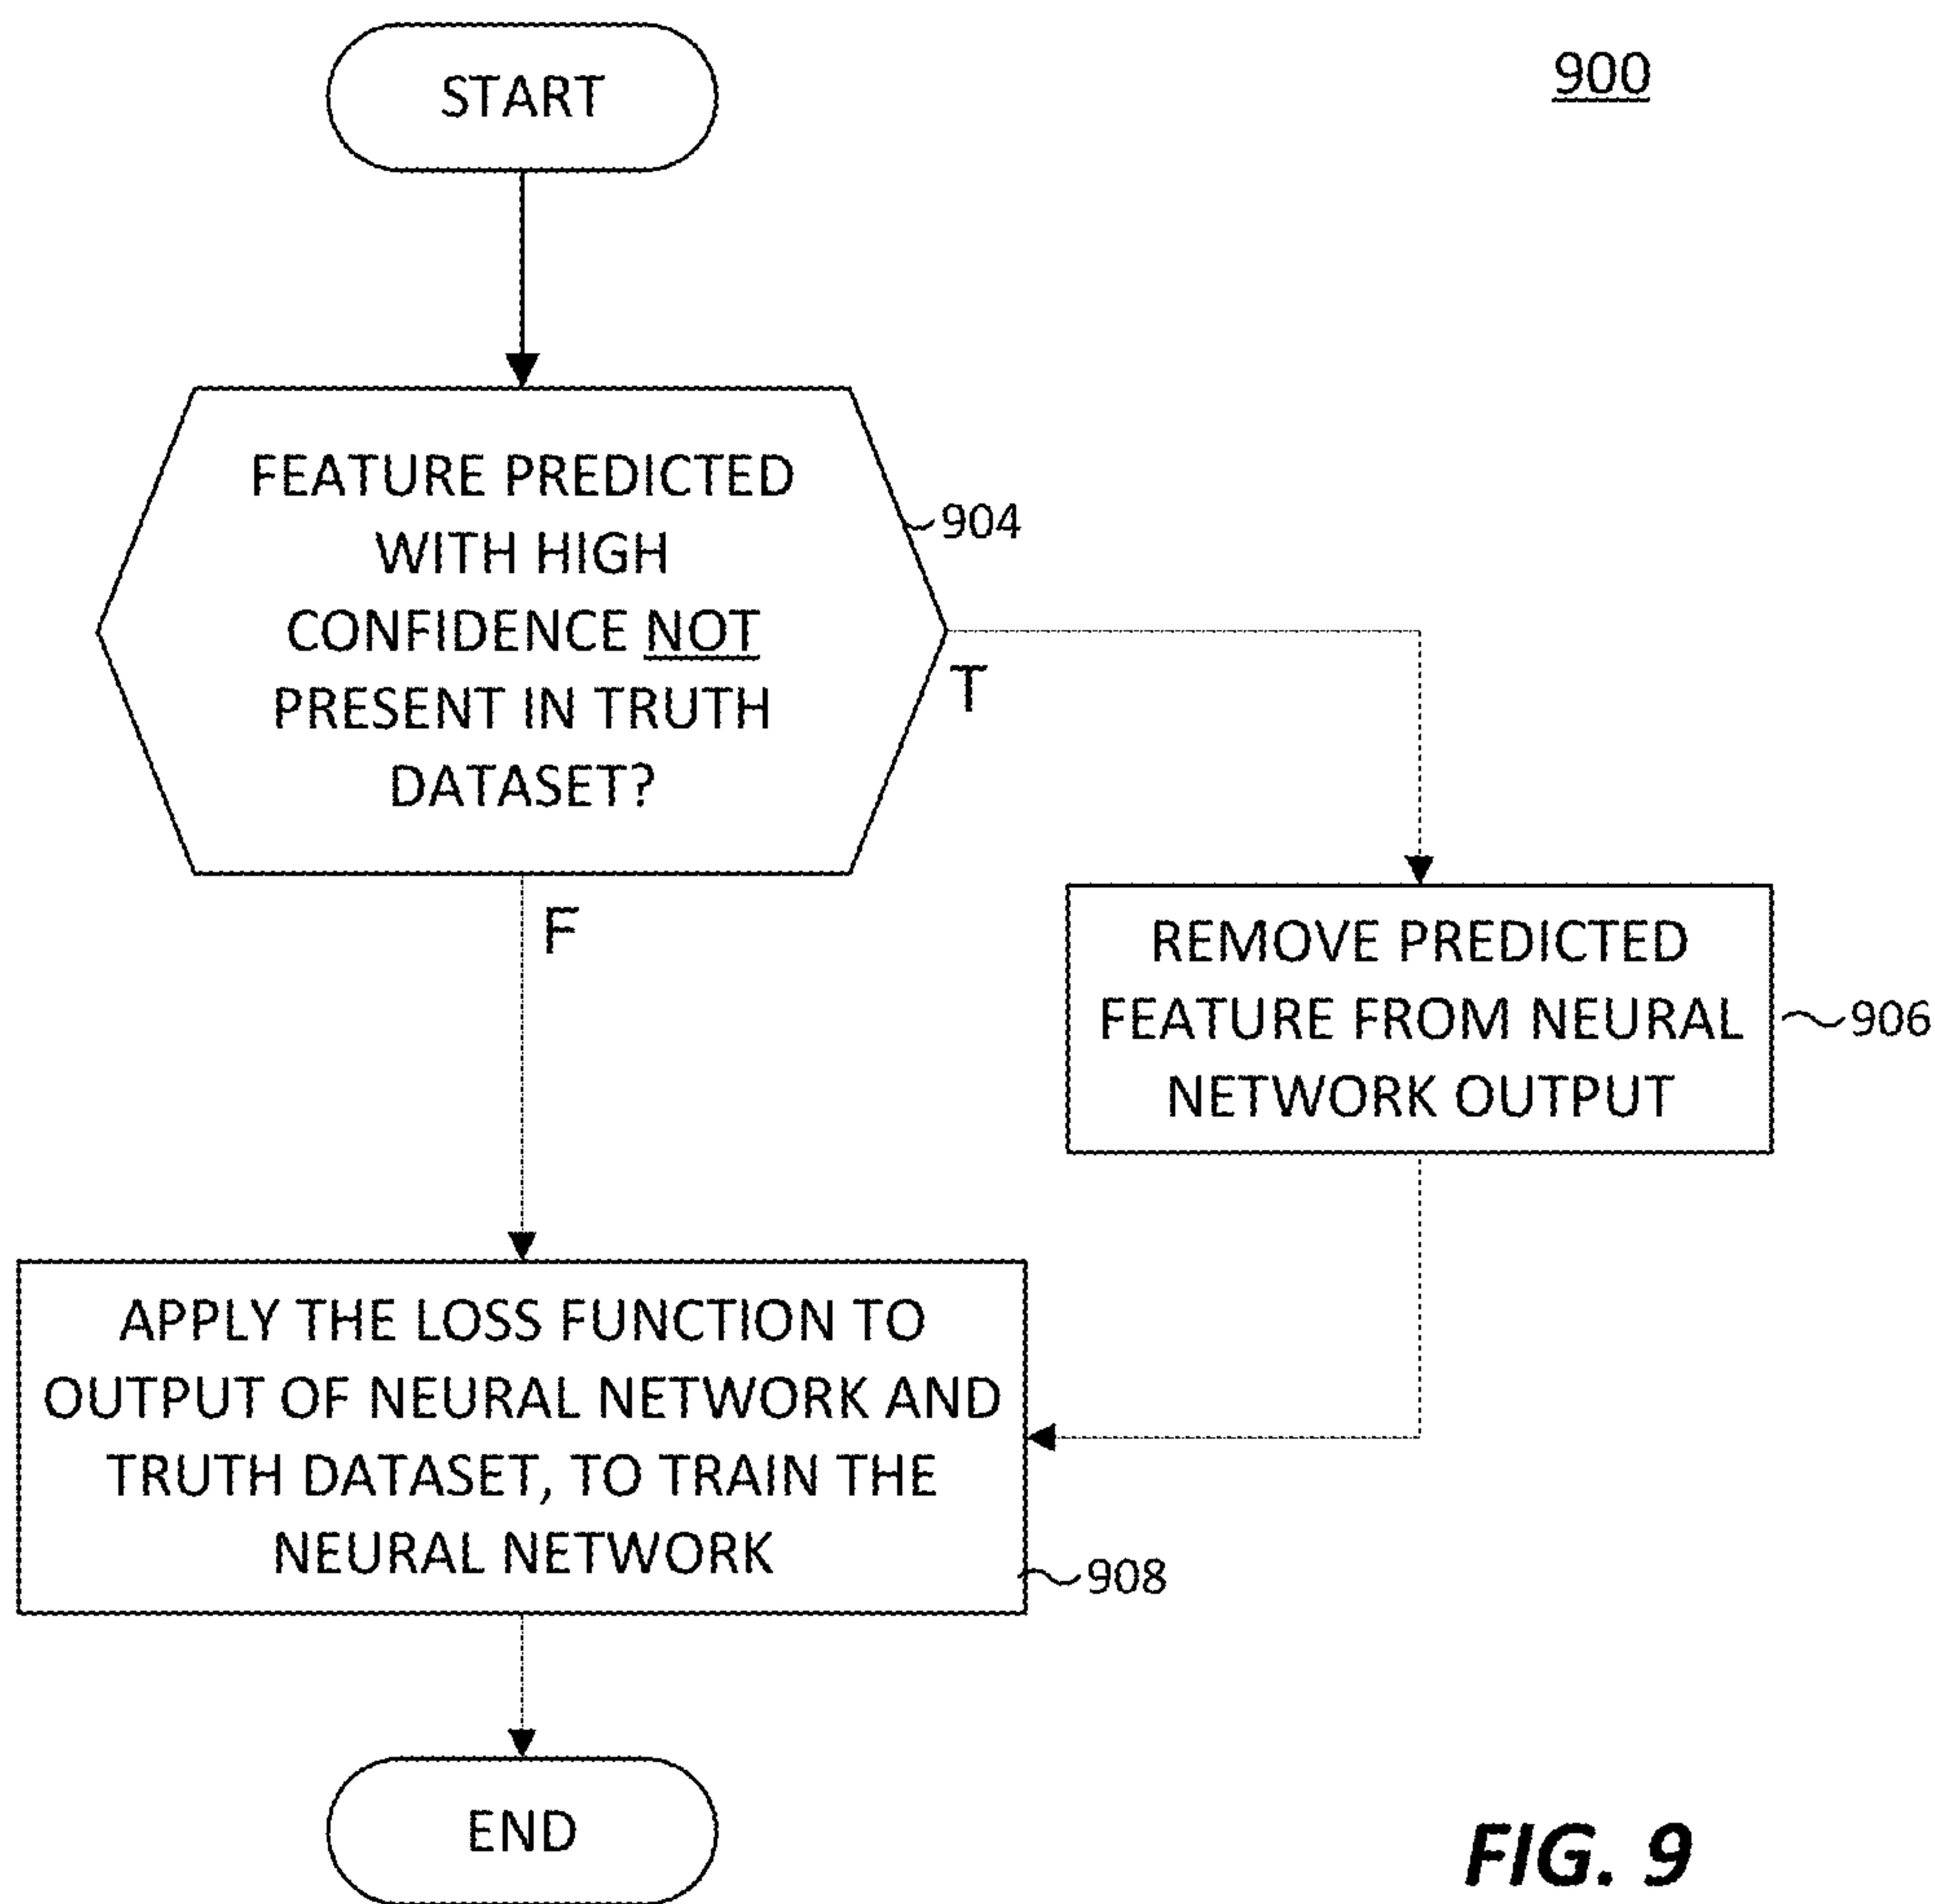 START
900
FEATURE PREDICTED
WITH HIGH
CONFIDENCE NOT
PRESENT IN TRUTH
DATASET?
904
T
F
REMOVE PREDICTED
FEATURE FROM NEURAL
NETWORK OUTPUT
906
APPLY THE LOSS FUNCTION TO
OUTPUT OF NEURAL NETWORK AND
TRUTH DATASET, TO TRAIN THE
NEURAL NETWORK
908
END
FIG. 9